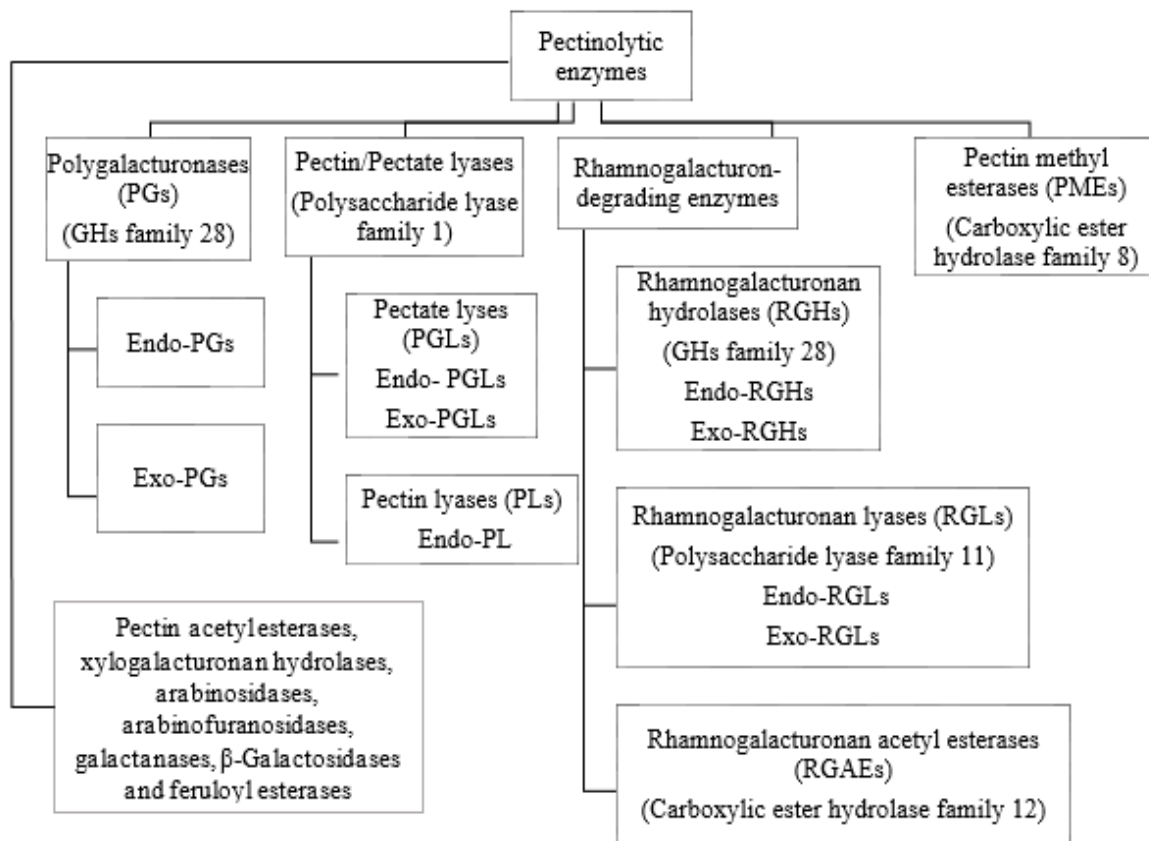 Pectinolytic
enzymes
Polygalacturonases
(PGs)
(GHs family 28)
Pectin/Pectate lyases
(Polysaccharide lyase
family 1)
Rhamnogalacturon-
degrading enzymes
Pectin methyl
esterases (PMEs)
(Carboxylic ester
hydrolase family 8)
Endo-PGs
Exo-PGs
Pectate lyses
(PGLs)
Endo- PGLs
Exo-PGLs
Pectin lyases (PLs)
Endo-PL
Rhamnogalacturonan
hydrolases (RGHs)
(GHs family 28)
Endo-RGHs
Exo-RGHs
Rhamnogalacturonan lyases (RGLs)
(Polysaccharide lyase family 11)
Endo-RGLs
Exo-RGLs
Rhamnogalacturonan acetyl esterases
(RGAEs)
(Carboxylic ester hydrolase family 12)
Pectin acetyl esterases,
xylogalacturonan hydrolases,
arabinosidases,
arabinofuranosidases,
galactanases, β-Galactosidases
and feruloyl esterases